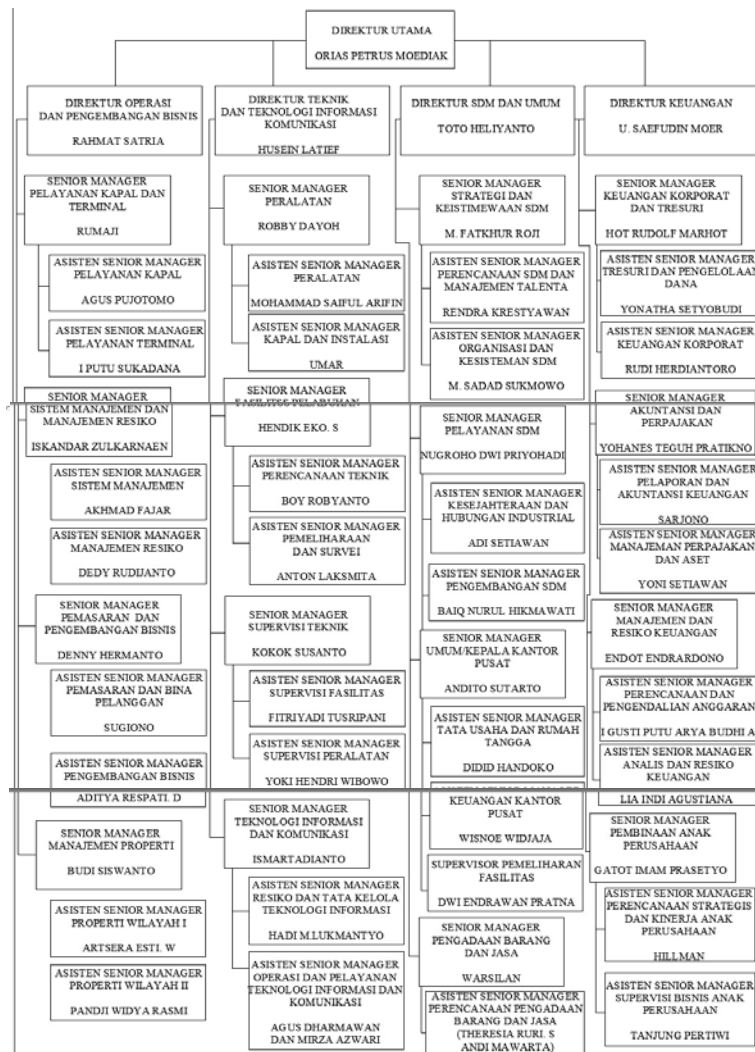 DIREKTUR UTAMA
ORIAS PETRUS MOEDIAK
DIREKTUR OPERASI
DAN PENGEMBANGAN BISNIS
RAHMAT SATRIA
SENIOR MANAGER
PELAYANAN KAPAL DAN
TERMINAL
RUMAJI
ASISTEN SENIOR MANAGER
PELAYANAN KAPAL
AGUS PUJOTOMO
ASISTEN SENIOR MANAGER
PELAYANAN TERMINAL
I PUTU SUKADANA
SENIOR MANAGER
SISTEM MANAJEMEN DAN
MANAJEMEN RESIKO
ISKANDAR ZULKARNAEN
ASISTEN SENIOR MANAGER
SISTEM MANAJEMEN
AKHMAD FAJAR
ASISTEN SENIOR MANAGER
MANAJEMEN RESIKO
DEDY RUDIJANTO
SENIOR MANAGER
PEMASARAN DAN
PENGEMBANGAN BISNIS
DENNY HERMANTO
ASISTEN SENIOR MANAGER
PEMASARAN DAN BINA
PELANGGAN
SUGIONO
ASISTEN SENIOR MANAGER
PENGEMBANGAN BISNIS
ADITYA RESPATI. D
SENIOR MANAGER
MANAJEMEN PROPERTI
BUDI SISWANTO
ASISTEN SENIOR MANAGER
PROPERTI WILAYAH I
ARTSERA ESTI. W
ASISTEN SENIOR MANAGER
PROPERTI WILAYAH II
PANDJI WIDYA RASMI
DIREKTUR TEKNIK
DAN TEKNOLOGI INFORMASI
KOMUNIKASI
HUSEIN LATIEF
SENIOR MANAGER
PERALATAN
ROBBY DAYOH
ASISTEN SENIOR MANAGER
PERALATAN
MOHAMMAD SAIFUL ARIFIN
ASISTEN SENIOR MANAGER
KAPAL DAN INSTALASI
UMAR
SENIOR MANAGER
HENDIK EKO. S
ASISTEN SENIOR MANAGER
PERENCANAAN TEKNIK
BOY ROBYANTO
ASISTEN SENIOR MANAGER
PEMELIHARAAN
DAN SURVEI
ANTON LAKSMITA
SENIOR MANAGER
SUPERVISI TEKNIK
KOKOK SUSANTO
ASISTEN SENIOR MANAGER
SUPERVISI FASILITAS
FITRIYADI TUSRIPANI
ASISTEN SENIOR MANAGER
SUPERVISI PERALATAN
YOKI HENDRI WIBOWO
SENIOR MANAGER
TEKNOLOGI INFORMASI
DAN KOMUNIKASI
ISMARTADIANTO
ASISTEN SENIOR MANAGER
RESIKO DAN TATA KELOLA
TEKNOLOGI INFORMASI
HADI M.LUKMANTYO
ASISTEN SENIOR MANAGER
OPERASI DAN PELAYANAN
TEKNOLOGI INFORMASI DAN
KOMUNIKASI
AGUS DHARMAWAN
DAN MIRZA AZWARI
DIREKTUR SDM DAN UMUM
TOTO HELIYANTO
SENIOR MANAGER
STRATEGI DAN
KEISTIMEWAAN SDM
M. FATKHUR ROJI
ASISTEN SENIOR MANAGER
PERENCANAAN SDM DAN
MANAJEMEN TALENTA
RENDRA KRESTYAWAN
ASISTEN SENIOR MANAGER
ORGANISASI DAN
KESISTEMAN SDM
M. SADAD SUKMOWO
SENIOR MANAGER
PELAYANAN SDM
NUGROHO DWI PRIYOHADI
ASISTEN SENIOR MANAGER
KESEJAHTERAAN DAN
HUBUNGAN INDUSTRIAL
ADI SETIAWAN
ASISTEN SENIOR MANAGER
PENGEMBANGAN SDM
BAIQ NURUL HIKMAWATI
SENIOR MANAGER
UMUM/KEPALA KANTOR
PUSAT
ANDITO SUTARTO
ASISTEN SENIOR MANAGER
TATA USAHA DAN RUMAH
TANGGA
DIDID HANDOKO
KEUANGAN KANTOR
PUSAT
WISNOE WIDJAJA
SUPERVISOR PEMELIHARAN
FASILITAS
DWI ENDRAWAN PRATNA
SENIOR MANAGER
PENGADAAN BARANG
DAN JASA
WARSILAN
ASISTEN SENIOR MANAGER
PERENCANAAN PENGADAAN
BARANG DAN JASA
(THERESIA RURI. S
ANDI MAWARTA)
DIREKTUR KEUANGAN
U. SAEFUDIN MOER
SENIOR MANAGER
KEUANGAN KORPORAT
DAN TRESURI
HOT RUDOLF MARHOT
ASISTEN SENIOR MANAGER
TRESURI DAN PENGELOLAAN
DANA
YONATHA SETYOBUDI
ASISTEN SENIOR MANAGER
KEUANGAN KORPORAT
RUDI HERDIANTORO
SENIOR MANAGER
AKUNTANSI DAN
PERPAJAKAN
YOHANES TEGUH PRATIKNO
ASISTEN SENIOR MANAGER
PELAPORAN DAN
AKUNTANSI KEUANGAN
SARJONO
ASISTEN SENIOR MANAGER
MANAJEMAN PERPAJAKAN
DAN ASET
YONI SETIAWAN
SENIOR MANAGER
MANAJEMEN DAN
RESIKO KEUANGAN
ENDOT ENDRARDONO
ASISTEN SENIOR MANAGER
PERENCANAAN DAN
PENGENDALIAN ANGGARAN
I GUSTI PUTU ARYA BUDHI A
ASISTEN SENIOR MANAGER
ANALIS DAN RESIKO
KEUANGAN
LIA INDI AGUSTIANA
SENIOR MANAGER
PEMBINAAN ANAK
PERUSAHAAN
GATOT IMAM PRASETYO
ASISTEN SENIOR MANAGER
PERENCANAAN STRATEGIS
DAN KINERJA ANAK
PERUSAHAAN
HILLMAN
ASISTEN SENIOR MANAGER
SUPERVISI BISNIS ANAK
PERUSAHAAN
TANJUNG PERTIWI